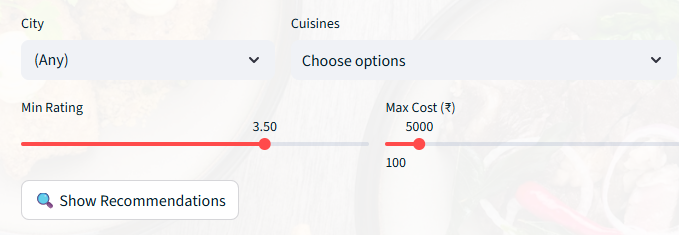 City
Cuisines
(Any)
Choose options
Min Rating
Max Cost (₹)
3.50
5000
100
Show Recommendations